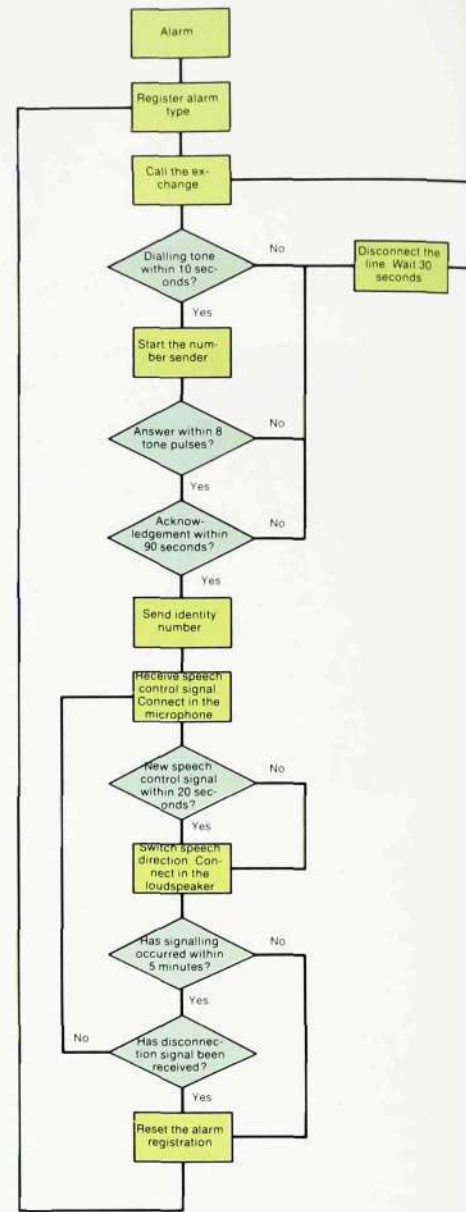 Alarm
Register alarm
type
Call the ex-
change
Dialling tone
within 10 sec-
onds?
No
Disconnect the
line. Wait 30
seconds
Yes
Start the num-
ber sender
Answer within 8
tone pulses?
No
Yes
Acknow-
ledgement within
90 seconds?
No
Yes
Send identity
number
Receive speech
control signal
Connect in the
microphone
New speech
control signal
within 20 sec-
onds?
No
Yes
Switch speech
direction. Con-
nect in the
loudspeaker
Has signalling
occurred within
5 minutes?
No
Yes
Has disconnec-
tion signal been
received?
No
Yes
Reset the alarm
registration